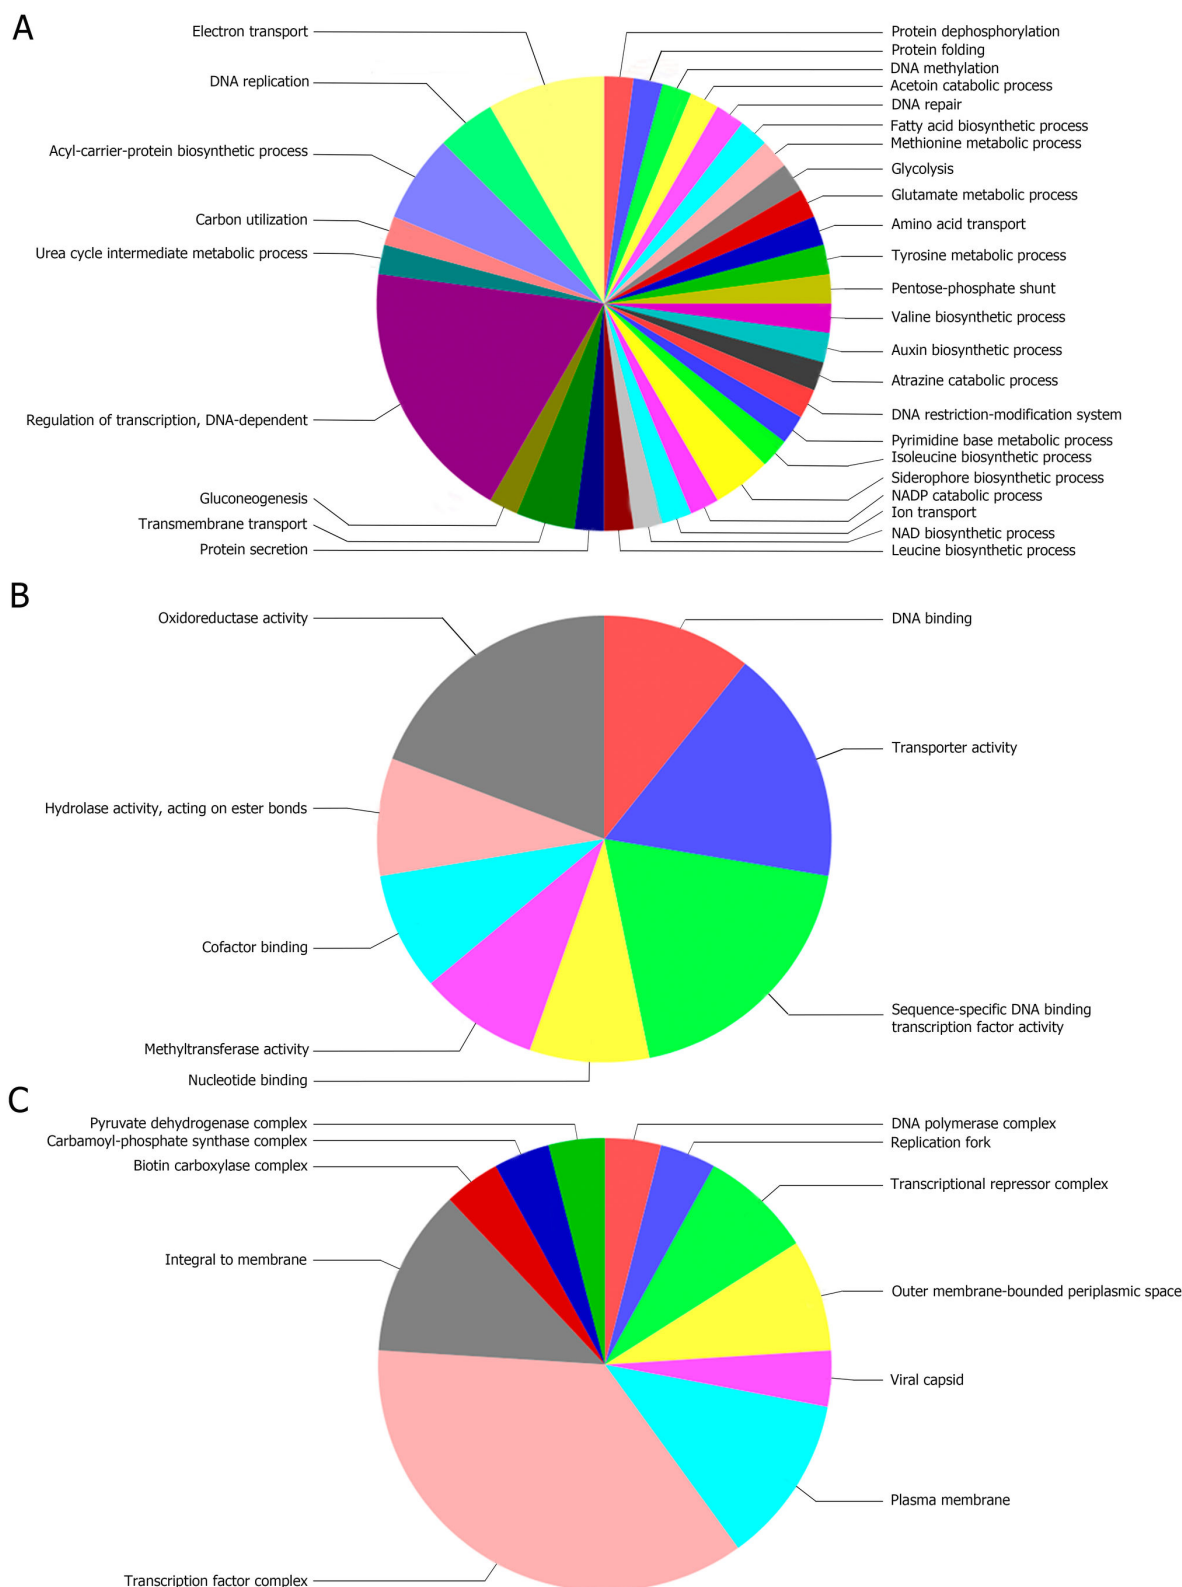 A
Electron transport
DNA replication
Acyl-carrier-protein biosynthetic process
Carbon utilization
Urea cycle intermediate metabolic process
Regulation of transcription, DNA-dependent
Gluconeogenesis
Transmembrane transport
Protein secretion
Protein dephosphorylation
Protein folding
DNA methylation
Acetoin catabolic process
DNA repair
Fatty acid biosynthetic process
Methionine metabolic process
Glycolysis
Glutamate metabolic process
Amino acid transport
Tyrosine metabolic process
Pentose-phosphate shunt
Valine biosynthetic process
Auxin biosynthetic process
Atrazine catabolic process
DNA restriction-modification system
Pyrimidine base metabolic process
Isoleucine biosynthetic process
Siderophore biosynthetic process
NADP catabolic process
Ion transport
NAD biosynthetic process
Leucine biosynthetic process
B
Oxidoreductase activity
Hydrolase activity, acting on ester bonds
Cofactor binding
Methyltransferase activity
Nucleotide binding
DNA binding
Transporter activity
Sequence-specific DNA binding
transcription factor activity
C
Pyruvate dehydrogenase complex
Carbamoyl-phosphate synthase complex
Biotin carboxylase complex
Integral to membrane
Transcription factor complex
DNA polymerase complex
Replication fork
Transcriptional repressor complex
Outer membrane-bounded periplasmic space
Viral capsid
Plasma membrane